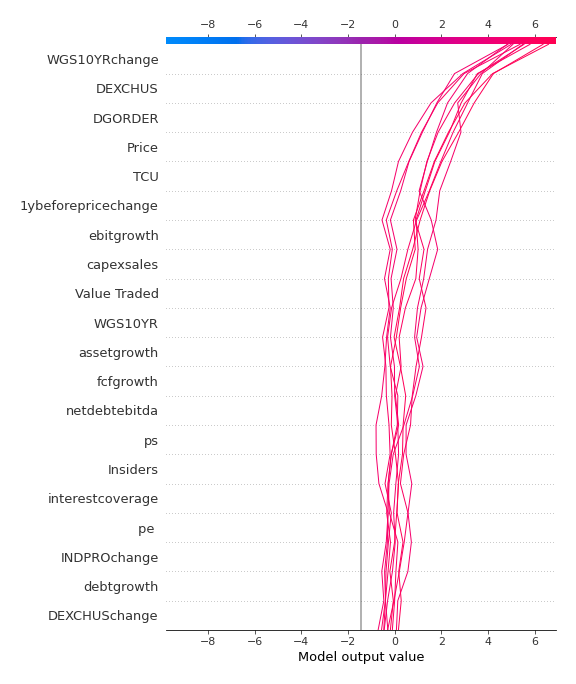 −8 −6 −4 −2 0 2 4 6
WGS10YRchange
DEXCHUS
DGORDER
Price
TCU
1ybeforepricechange
ebitgrowth
capexsales
Value Traded
WGS10YR
assetgrowth
fcfgrowth
netdebtebitda
ps
Insiders
interestcoverage
pe
INDPROchange
debtgrowth
DEXCHUSchange
−8 −6 −4 −2 0 2 4 6
Model output value